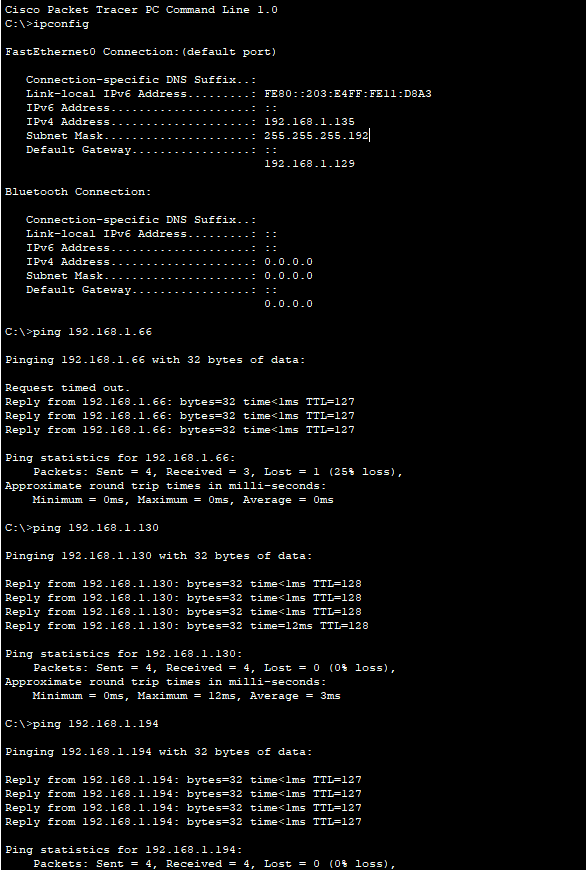 Cisco Packet Tracer PC Command Line 1.0
C:\>ipconfig
FastEthernet0 Connection:(default port)
Connection-specific DNS Suffix..:
Link-local IPv6 Address.........: FE80::203:E4FF:FE11:D8A3
IPv6 Address....................: ::
IPv4 Address....................: 192.168.1.135
Subnet Mask.....................: 255.255.255.192
Default Gateway.................: ::
192.168.1.129
Bluetooth Connection:
Connection-specific DNS Suffix..:
Link-local IPv6 Address.........: ::
IPv6 Address....................: ::
IPv4 Address....................: 0.0.0.0
Subnet Mask.....................: 0.0.0.0
Default Gateway.................: ::
0.0.0.0
C:\>ping 192.168.1.66
Pinging 192.168.1.66 with 32 bytes of data:
Request timed out.
Reply from 192.168.1.66: bytes=32 time<1ms TTL=127
Reply from 192.168.1.66: bytes=32 time<1ms TTL=127
Reply from 192.168.1.66: bytes=32 time<1ms TTL=127
Ping statistics for 192.168.1.66:
Packets: Sent = 4, Received = 3, Lost = 1 (25% loss),
Approximate round trip times in milli-seconds:
Minimum = 0ms, Maximum = 0ms, Average = 0ms
C:\>ping 192.168.1.130
Pinging 192.168.1.130 with 32 bytes of data:
Reply from 192.168.1.130: bytes=32 time<1ms TTL=128
Reply from 192.168.1.130: bytes=32 time<1ms TTL=128
Reply from 192.168.1.130: bytes=32 time<1ms TTL=128
Reply from 192.168.1.130: bytes=32 time=12ms TTL=128
Ping statistics for 192.168.1.130:
Packets: Sent = 4, Received = 4, Lost = 0 (0% loss),
Approximate round trip times in milli-seconds:
Minimum = 0ms, Maximum = 12ms, Average = 3ms
C:\>ping 192.168.1.194
Pinging 192.168.1.194 with 32 bytes of data:
Reply from 192.168.1.194: bytes=32 time<1ms TTL=127
Reply from 192.168.1.194: bytes=32 time<1ms TTL=127
Reply from 192.168.1.194: bytes=32 time<1ms TTL=127
Reply from 192.168.1.194: bytes=32 time<1ms TTL=127
Ping statistics for 192.168.1.194:
Packets: Sent = 4, Received = 4, Lost = 0 (0% loss),